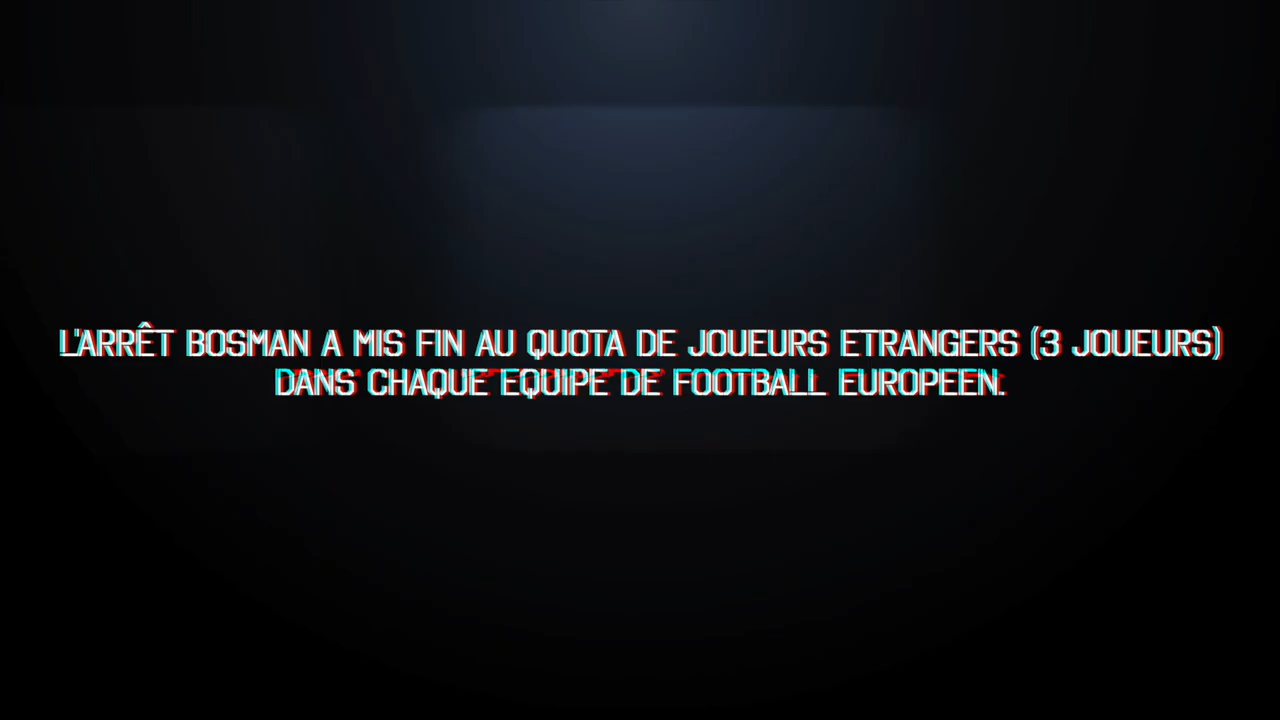 L'ARRÊT BOSMAN A MIS FIN AU QUOTA DE JOUEURS ETRANGERS (3 JOUEURS)
DANS CHAQUE EQUIPE DE FOOTBALL EUROPEEN.